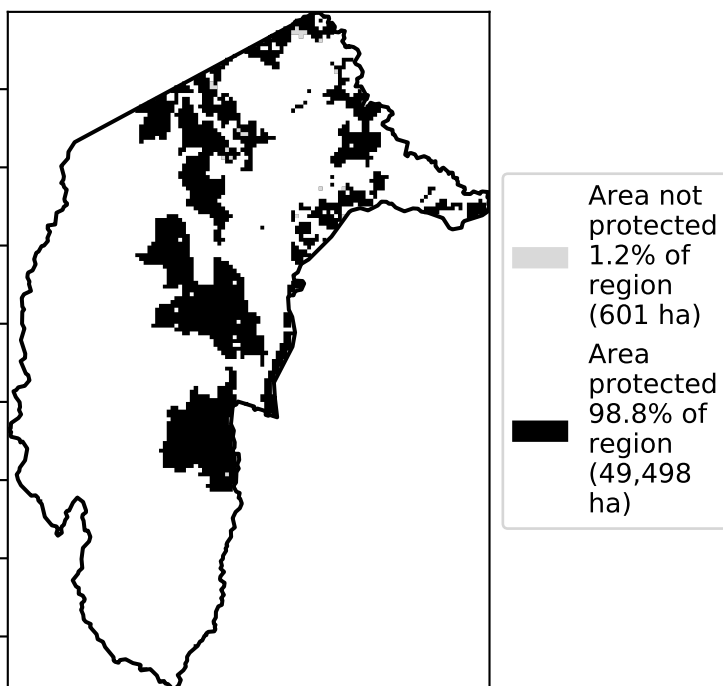 Area not
protected
1.2% of
region
(601 ha)
Area
protected
98.8% of
region
(49,498
ha)